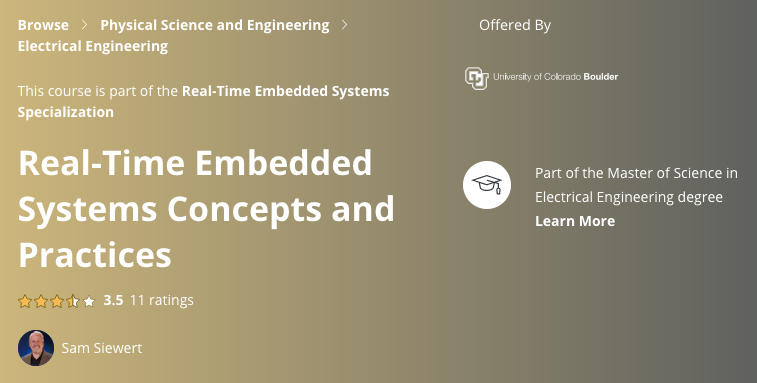 Browse > Physical Science and Engineering >
Electrical Engineering
This course is part of the Real-Time Embedded Systems
Specialization
Real-Time Embedded
Systems Concepts and
Practices
3.5 11 ratings
Sam Siewert
Offered By
University of Colorado Boulder
Part of the Master of Science in
Electrical Engineering degree
Learn More